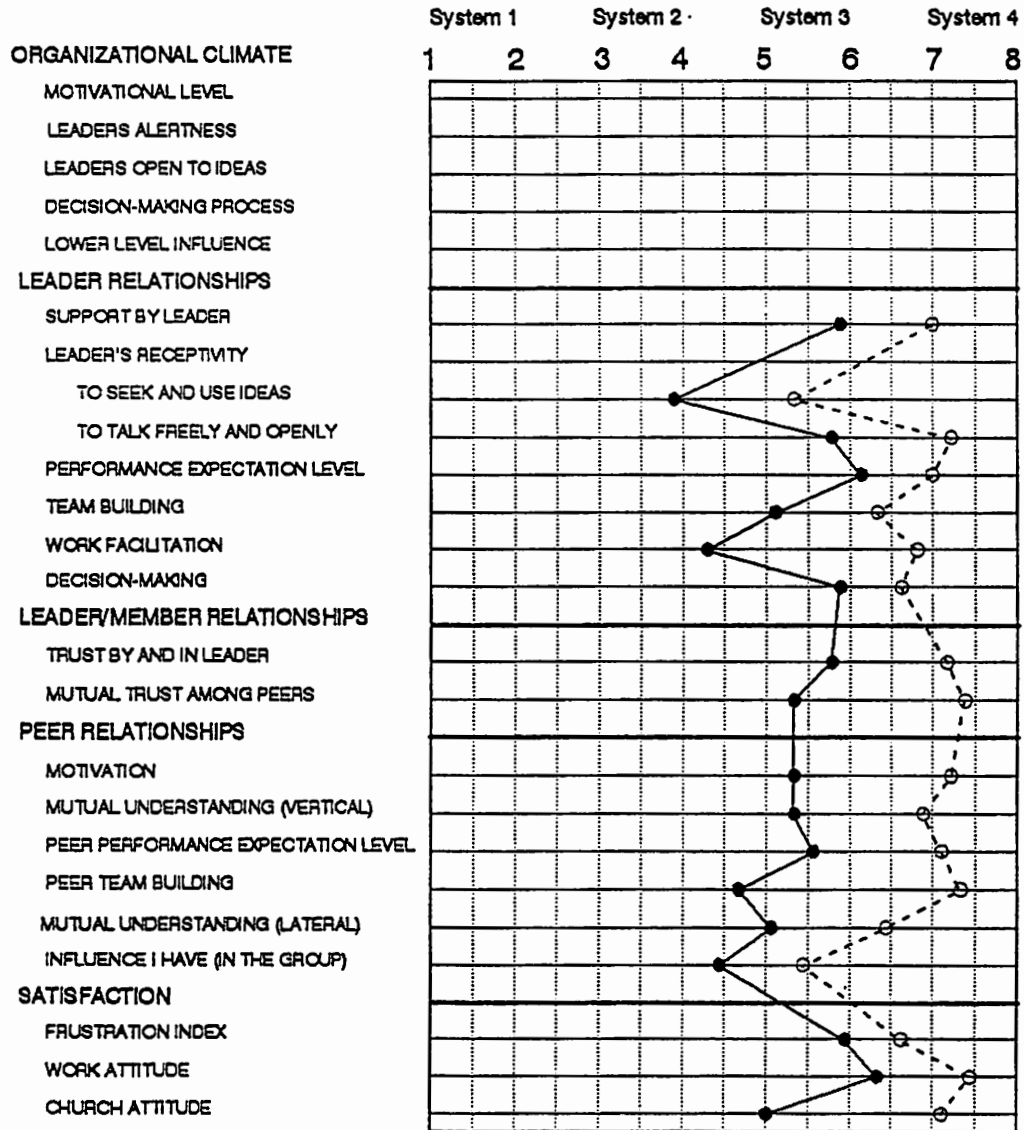 System 1 System 2 · System 3 System 4
ORGANIZATIONAL CLIMATE 1 2 3 4 5 6 7 8
MOTIVATIONAL LEVEL
LEADERS ALERTNESS
LEADERS OPEN TO IDEAS
DECISION-MAKING PROCESS
LOWER LEVEL INFLUENCE
LEADER RELATIONSHIPS
SUPPORT BY LEADER
LEADER'S RECEPTIVITY
TO SEEK AND USE IDEAS
TO TALK FREELY AND OPENLY
PERFORMANCE EXPECTATION LEVEL
TEAM BUILDING
WORK FACILITATION
DECISION-MAKING
LEADER/MEMBER RELATIONSHIPS
TRUST BY AND IN LEADER
MUTUAL TRUST AMONG PEERS
PEER RELATIONSHIPS
MOTIVATION
MUTUAL UNDERSTANDING (VERTICAL)
PEER PERFORMANCE EXPECTATION LEVEL
PEER TEAM BUILDING
MUTUAL UNDERSTANDING (LATERAL)
INFLUENCE I HAVE (IN THE GROUP)
SATISFACTION
FRUSTRATION INDEX
WORK ATTITUDE
CHURCH ATTITUDE